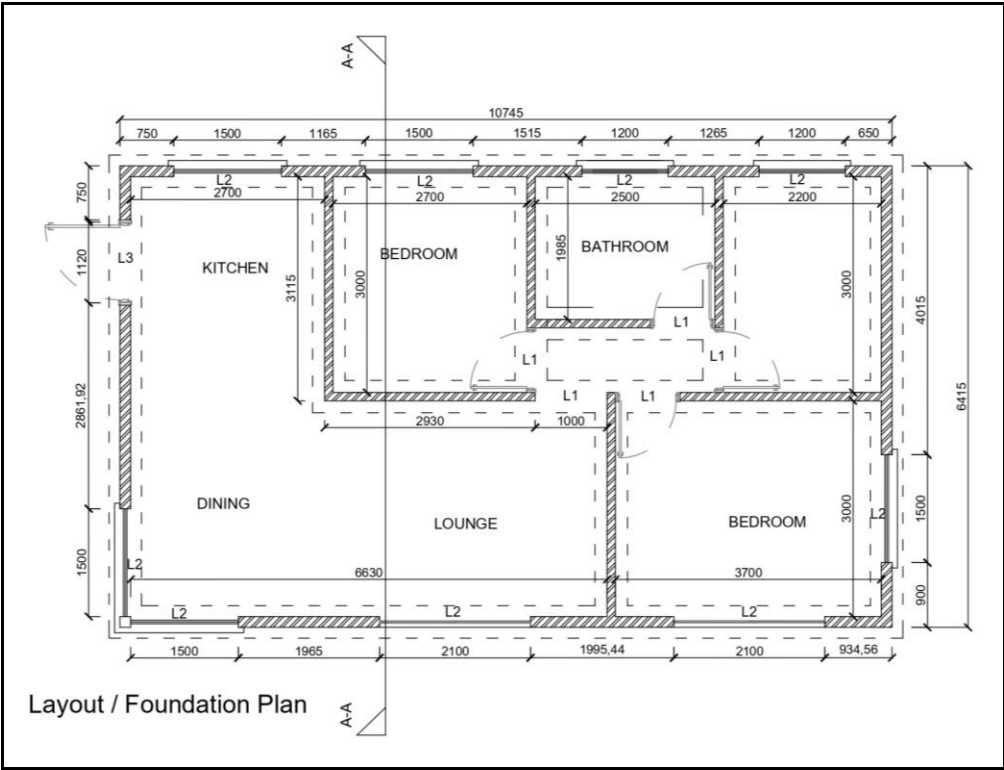 A-A
10745
750 1500 1165 1500 1515 1200 1265 1200 650
L2 L2 L2 L2
2700 2700 2500 2200
750
1120
2861,92
1500
L3
KITCHEN
BEDROOM
BATHROOM
3115
3000
1985
3000
4015
6415
L1
L1
L1
L1
L1
2930 1000
DINING
LOUNGE
BEDROOM
3000
L2
1500
900
L2
6630 3700
L2 L2 L2
1500 1965 2100 1995,44 2100 934,56
Layout / Foundation Plan
A-A